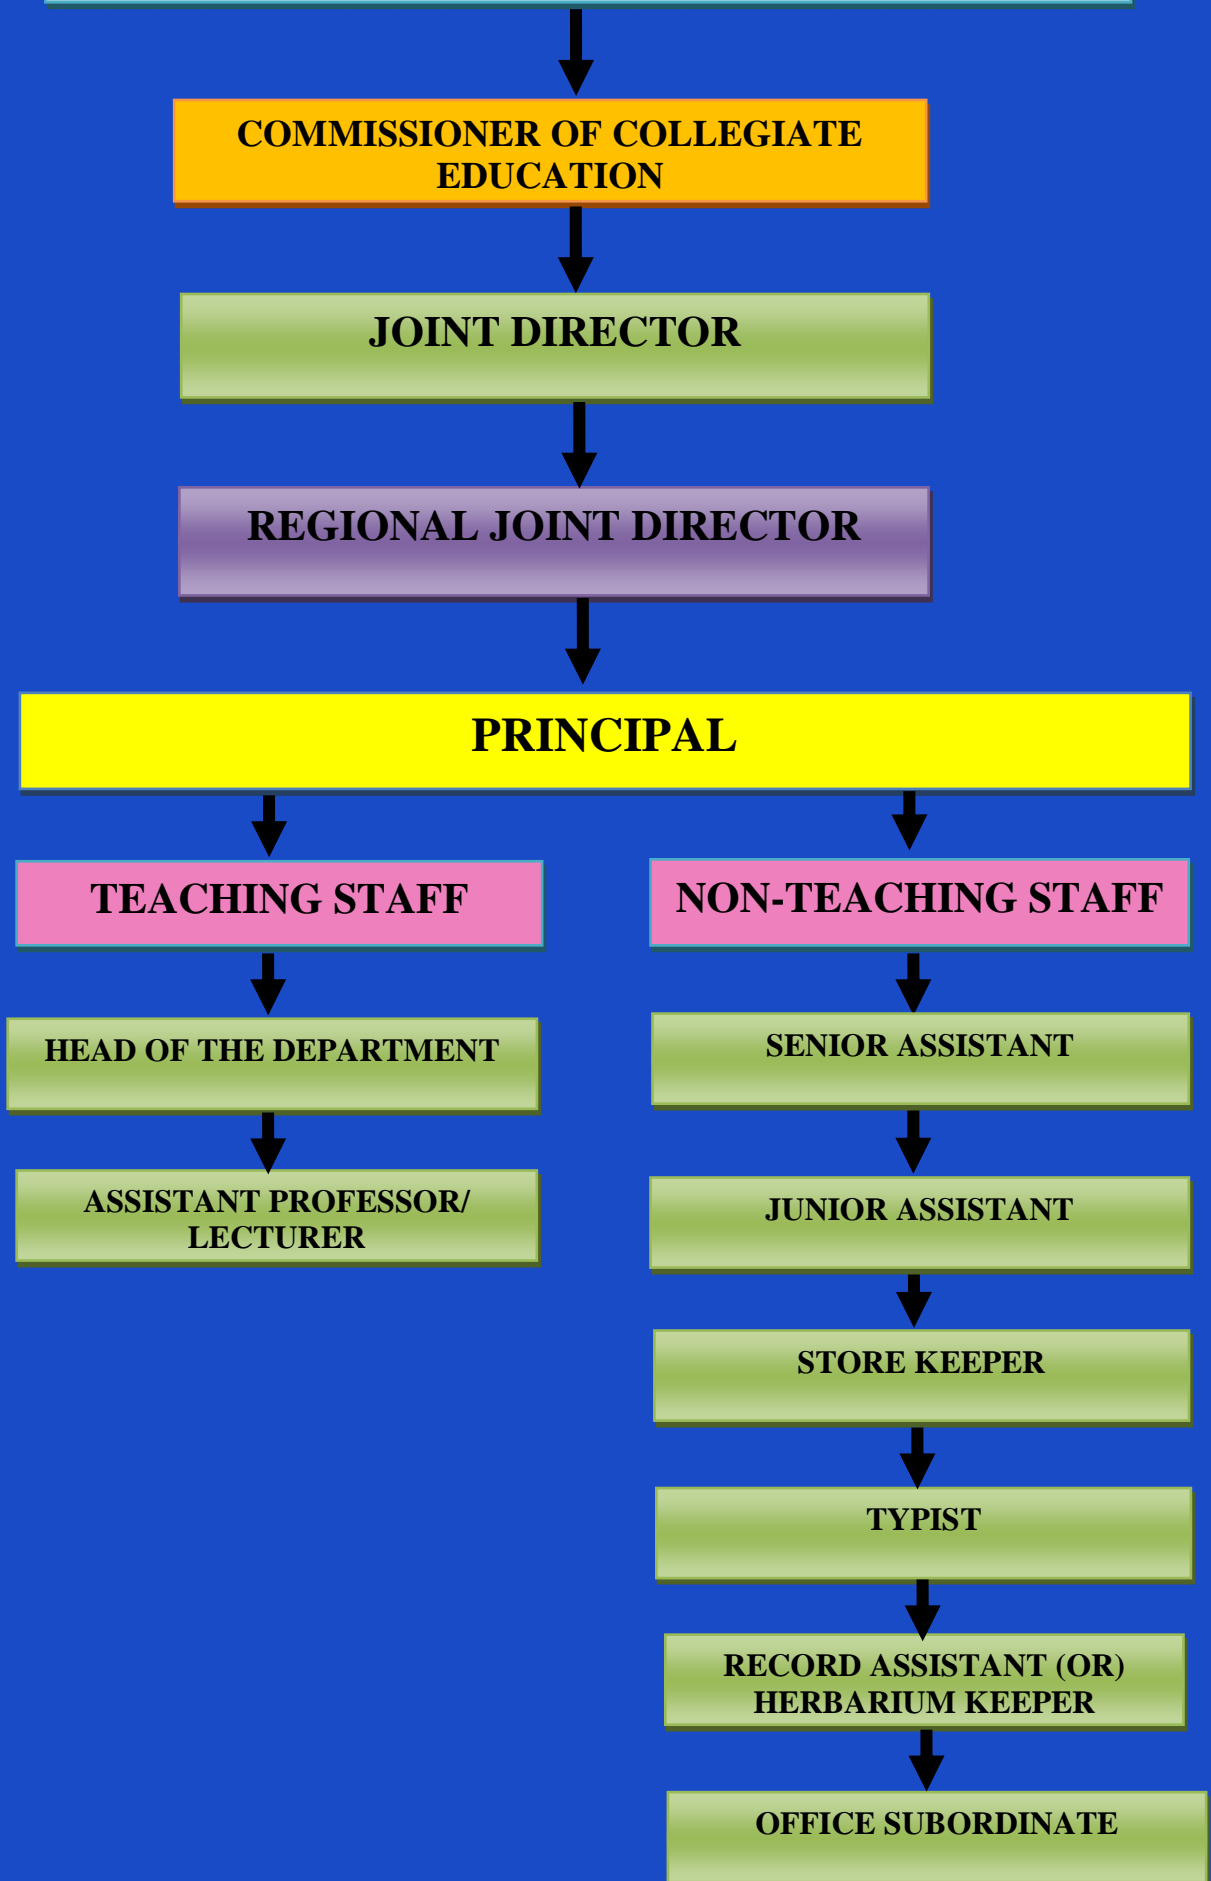 COMMISSIONER OF COLLEGIATE
EDUCATION
JOINT DIRECTOR
REGIONAL JOINT DIRECTOR
PRINCIPAL
TEACHING STAFF
NON-TEACHING STAFF
HEAD OF THE DEPARTMENT
SENIOR ASSISTANT
ASSISTANT PROFESSOR/
LECTURER
JUNIOR ASSISTANT
STORE KEEPER
TYPIST
RECORD ASSISTANT (OR)
HERBARIUM KEEPER
OFFICE SUBORDINATE